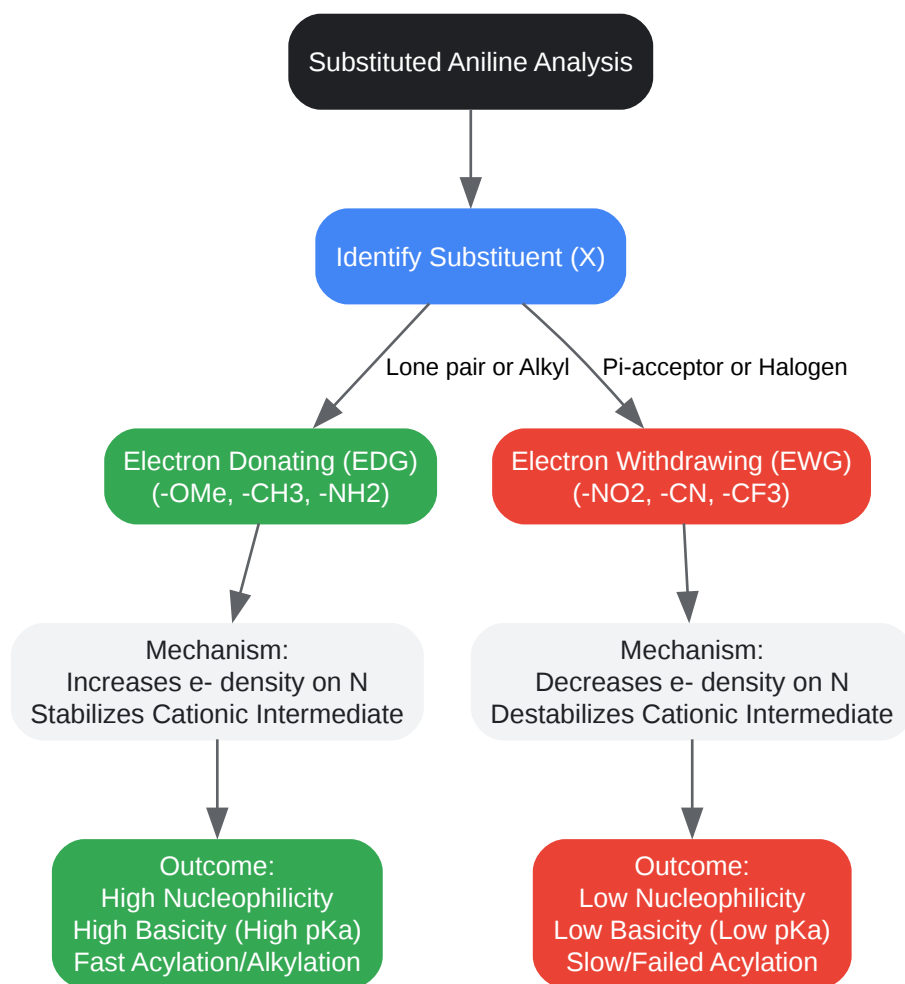 Substituted Aniline Analysis
Identify Substituent (X)
Lone pair or Alkyl
Pi-acceptor or Halogen
Electron Donating (EDG)
(-OMe, -CH3, -NH2)
Electron Withdrawing (EWG)
(-NO2, -CN, -CF3)
Mechanism:
Increases e- density on N
Stabilizes Cationic Intermediate
Mechanism:
Decreases e- density on N
Destabilizes Cationic Intermediate
Outcome:
High Nucleophilicity
High Basicity (High pKa)
Fast Acylation/Alkylation
Outcome:
Low Nucleophilicity
Low Basicity (Low pKa)
Slow/Failed Acylation